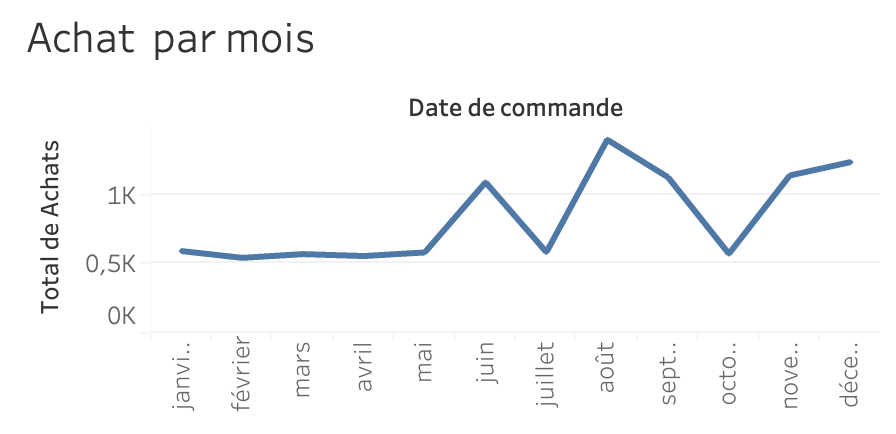 Achat par mois
Date de commande
Total de Achats
1K
0,5K
0K
janvi..
février
mars
avril
mai
juin
juillet
août
sept..
octo..
nove..
déce..